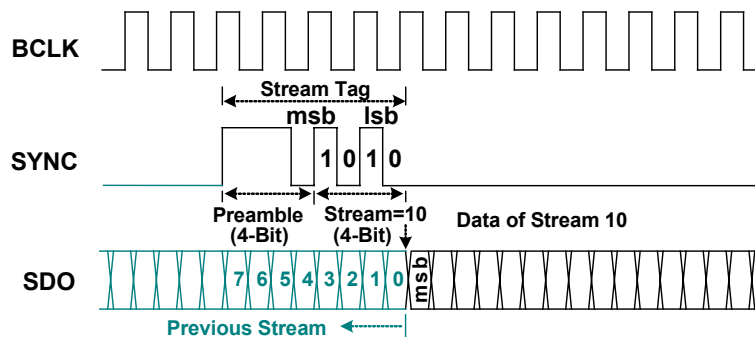 BCLK
Stream Tag
msb lsb
SYNC
1 0 1 0
Preamble
(4-Bit)
Stream=10
(4-Bit)
Data of Stream 10
SDO
7 6 5 4 3 2 1 0
msb
Previous Stream